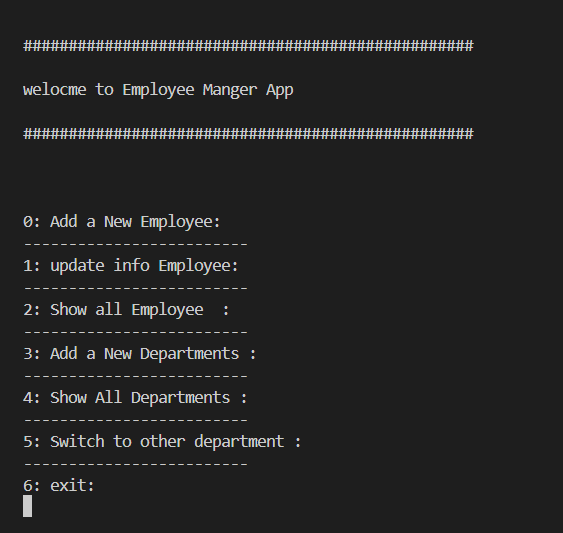 ##################################################
welocme to Employee Manger App
##################################################
0: Add a New Employee:
-------------------------
1: update info Employee:
-------------------------
2: Show all Employee  :
-------------------------
3: Add a New Departments :
-------------------------
4: Show All Departments :
-------------------------
5: Switch to other department :
-------------------------
6: exit: